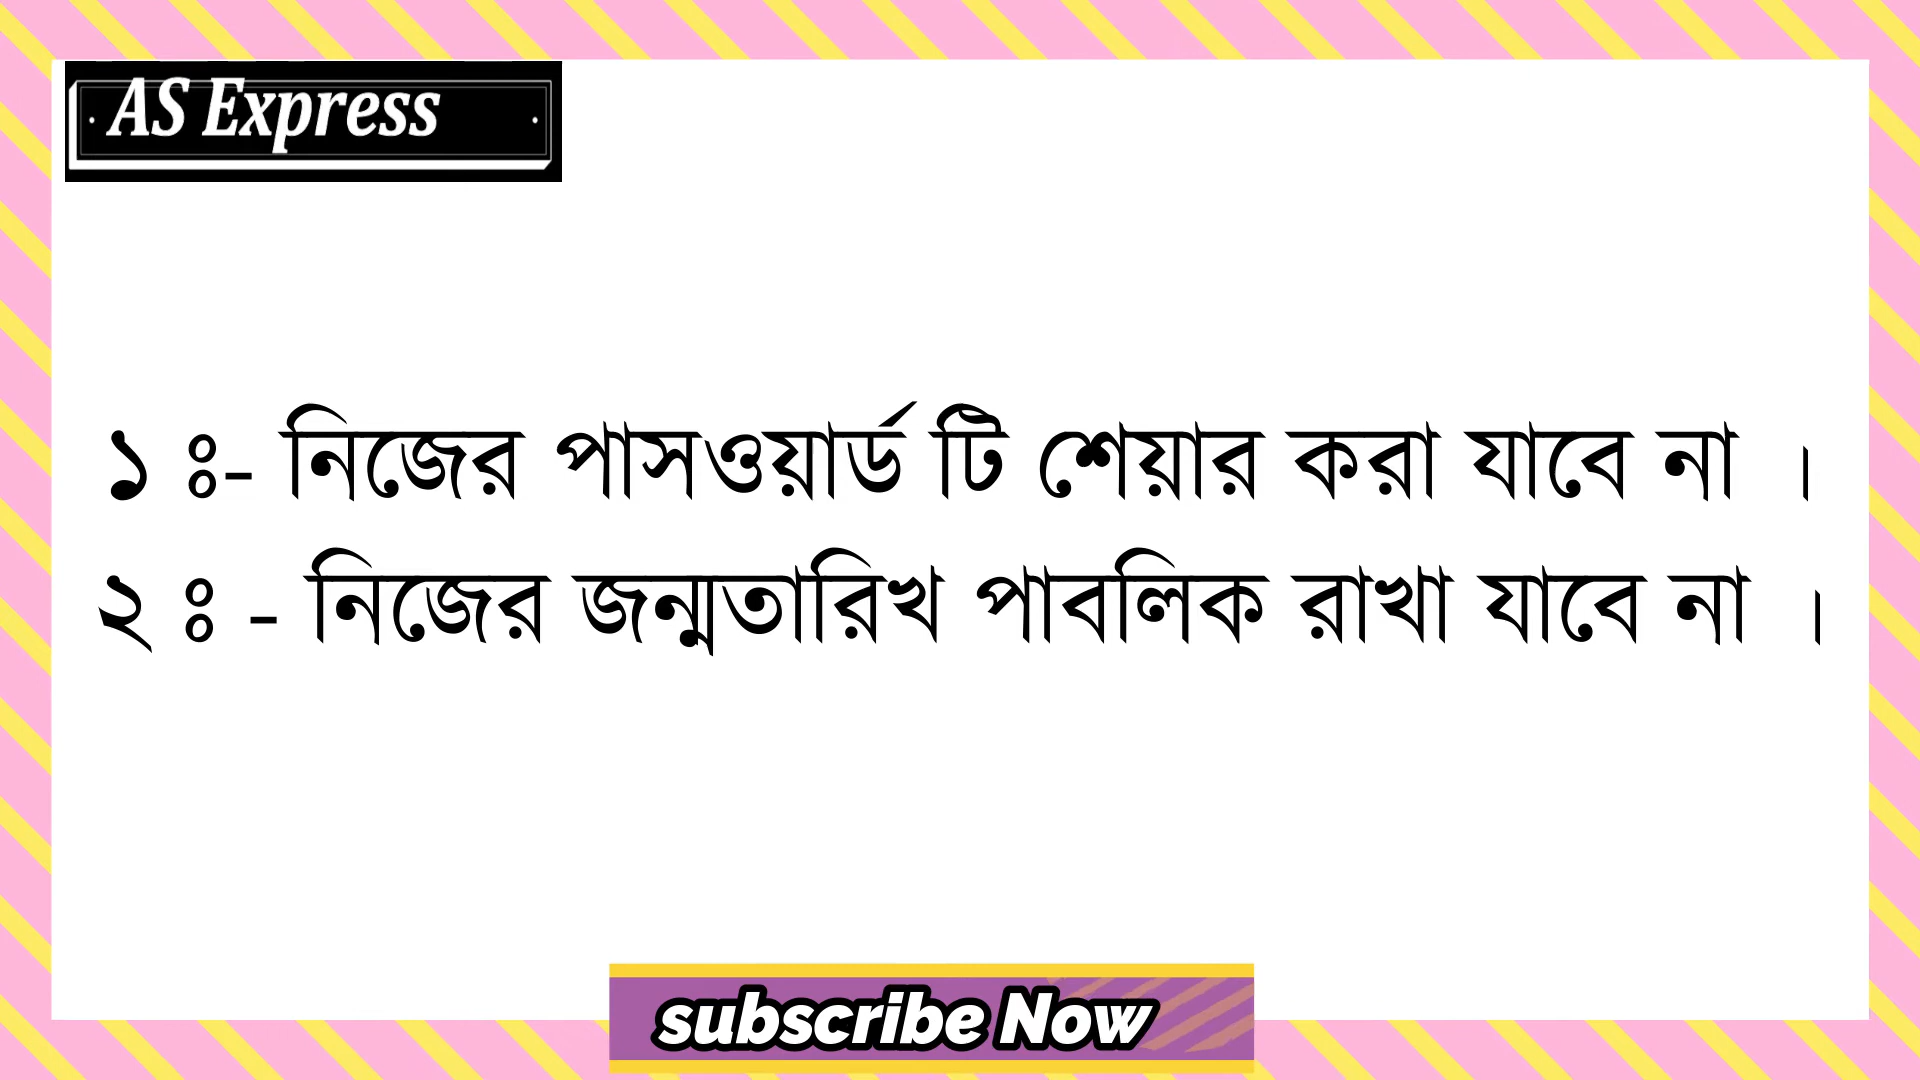 AS Express
১ ঃ- নিজের পাসওয়ার্ড টি শেয়ার করা যাবে না ।
২ ঃ - নিজের জন্মতারিখ পাবলিক রাখা যাবে না ।
subscribe Now